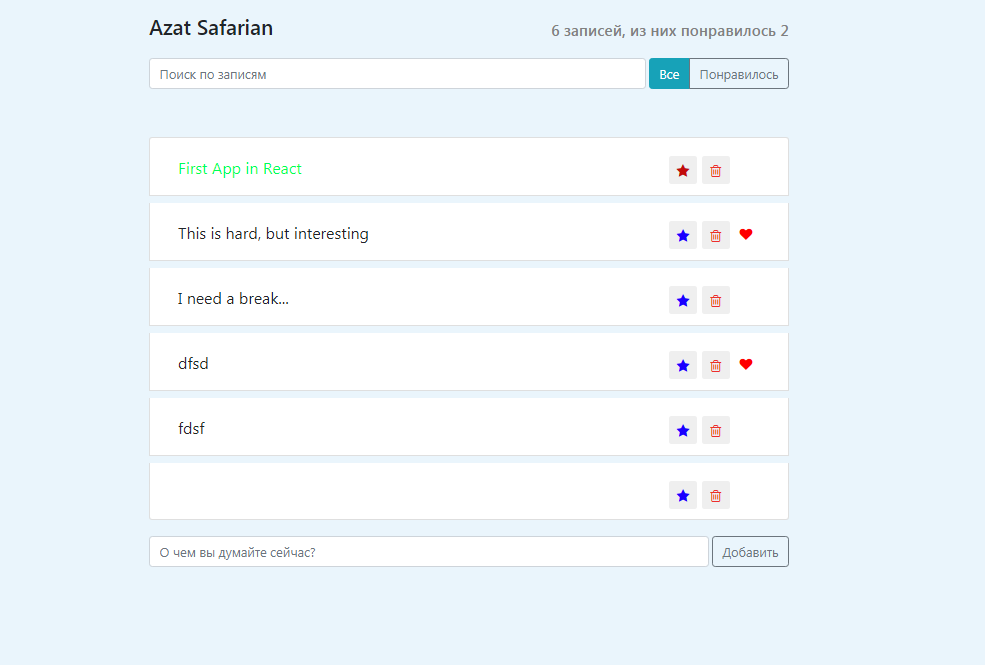 Azat Safarian
6 записей, из них понравилось 2
Поиск по записям
Все
Понравилось
First App in React
This is hard, but interesting
I need a break...
dfsd
fdsf
О чем вы думайте сейчас?
Добавить